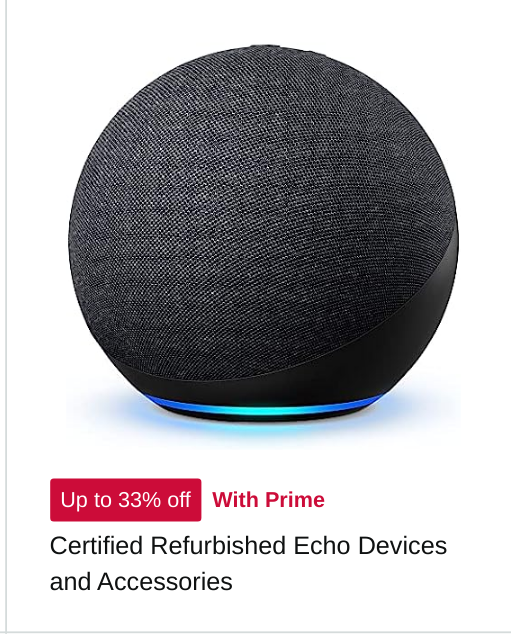 Up to 33% off With Prime
Certified Refurbished Echo Devices
and Accessories